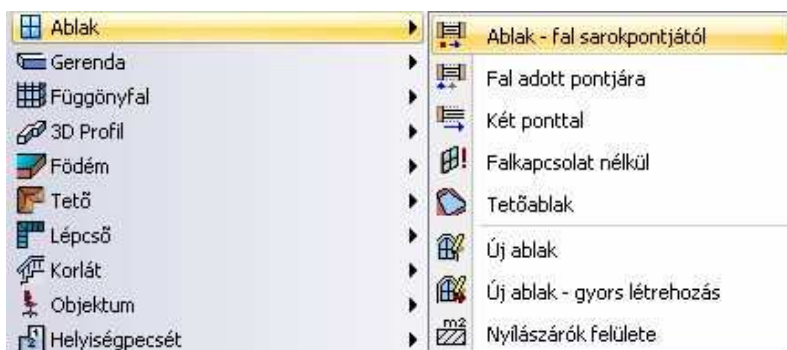 Ablak
Gerenda
Függönyfal
3D Profil
Födém
Tető
Lépcső
Korlát
Objektum
Helyiségpecsét
Ablak - fal sarokpontjától
Fal adott pontjára
Két ponttal
Falkapcsolat nélkül
Tetőablak
Új ablak
Új ablak - gyors létrehozás
m2
Nyílászárók felülete